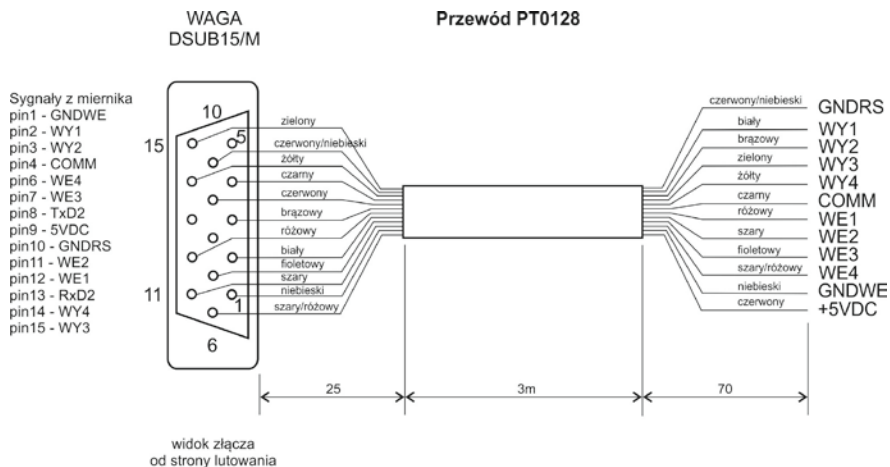 WAGA
DSUB15/M
Przewód PT0128
Sygnały z miernika
pin1 - GNDWE
pin2 - WY1
pin3 - WY2
pin4 - COMM
pin6 - WE4
pin7 - WE3
pin8 - TxD2
pin9 - 5VDC
pin10 - GNDRS
pin11 - WE2
pin12 - WE1
pin13 - RxD2
pin14 - WY4
pin15 - WY3
10
15
5
11
1
6
zielony
czerwony/niebieski
żółty
czarny
czerwony
brązowy
różowy
biały
fioletowy
szary
niebieski
szary/różowy
czerwony/niebieski GNDRS
biały WY1
brązowy WY2
zielony WY3
żółty WY4
czarny COMM
różowy WE1
szary WE2
fioletowy WE3
szary/różowy WE4
niebieski GNDWE
czerwony +5VDC
25
3m
70
widok złącza
od strony lutowania